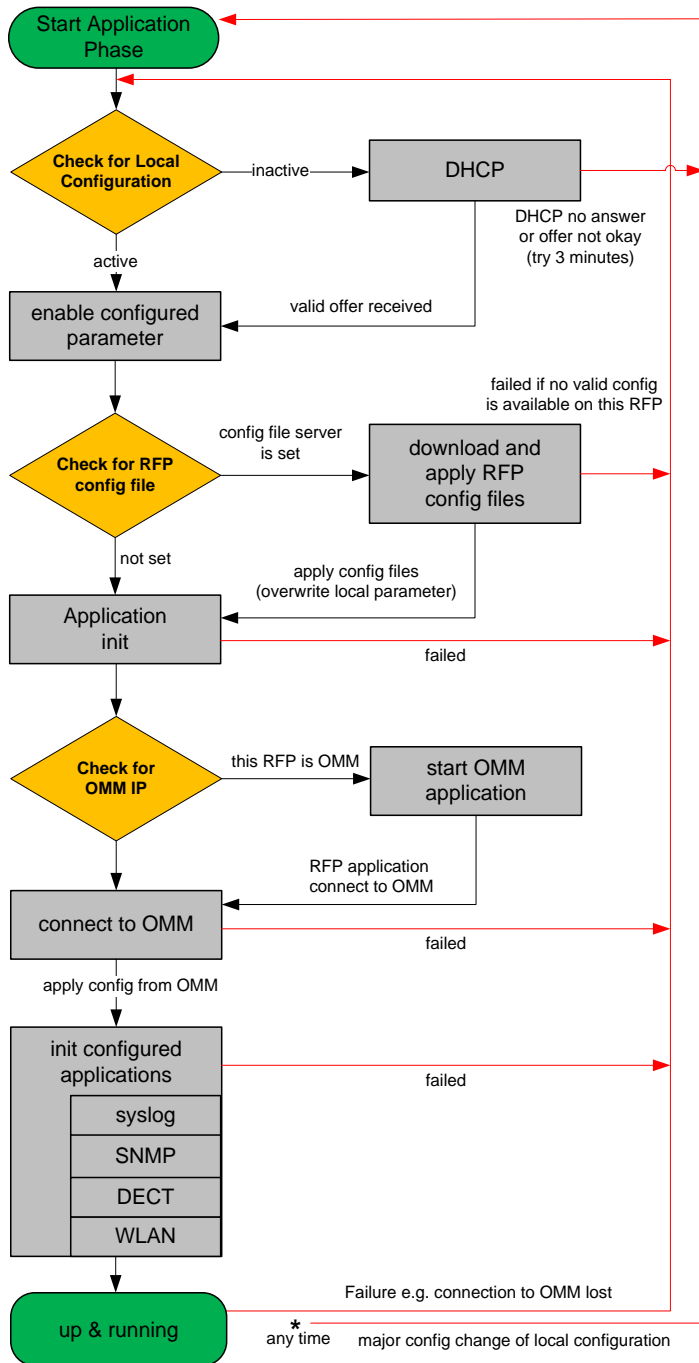 Start Application
Phase
Check for Local
Configuration
inactive
DHCP
DHCP no answer
or offer not okay
(try 3 minutes)
active
valid offer received
enable configured
parameter
failed if no valid config
is available on this RFP
config file server
is set
Check for RFP
config file
download and
apply RFP
config files
not set
apply config files
(overwrite local parameter)
Application
init
failed
this RFP is OMM
Check for
OMM IP
start OMM
application
RFP application
connect to OMM
connect to OMM
failed
apply config from OMM
init configured
applications
failed
syslog
SNMP
DECT
WLAN
Failure e.g. connection to OMM lost
up & running
*
any time
major config change of local configuration